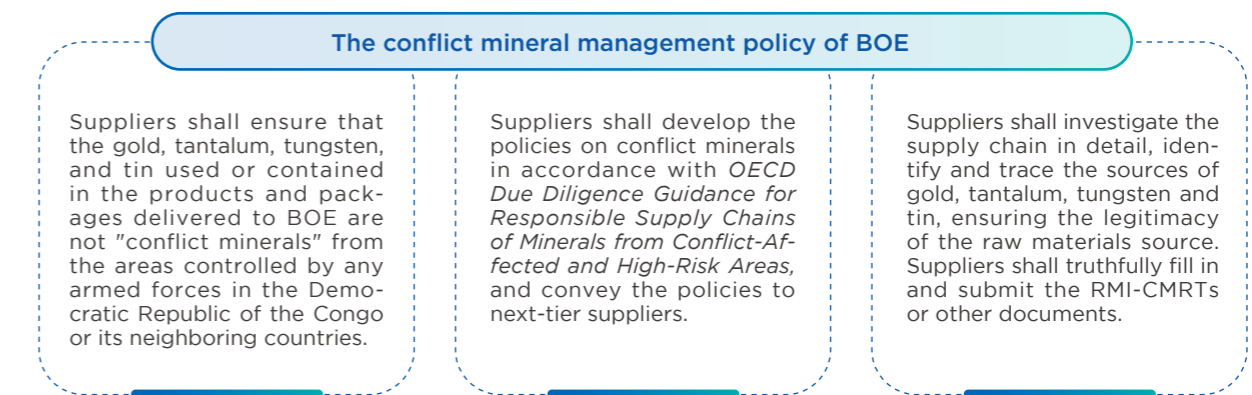 The conflict mineral management policy of BOE
Suppliers shall ensure that
the gold, tantalum, tungsten,
and tin used or contained
in the products and pack-
ages delivered to BOE are
not "conflict minerals" from
the areas controlled by any
armed forces in the Demo-
cratic Republic of the Congo
or its neighboring countries.
Suppliers shall develop the
policies on conflict minerals
in accordance with OECD
Due Diligence Guidance for
Responsible Supply Chains
of Minerals from Conflict-Af-
fected and High-Risk Areas,
and convey the policies to
next-tier suppliers.
Suppliers shall investigate the
supply chain in detail, iden-
tify and trace the sources of
gold, tantalum, tungsten and
tin, ensuring the legitimacy
of the raw materials source.
Suppliers shall truthfully fill in
and submit the RMI-CMRTs
or other documents.